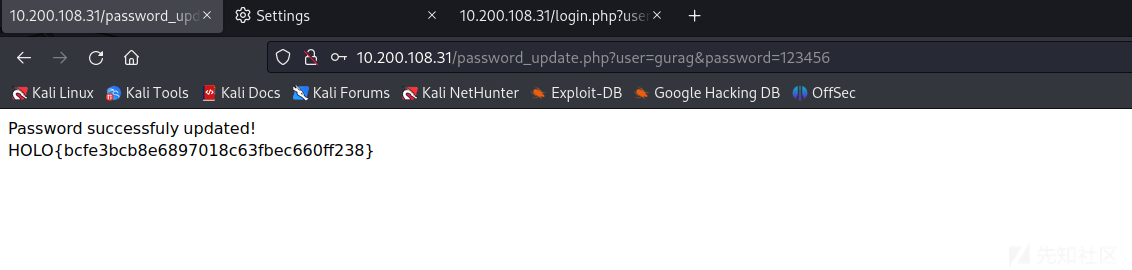 10.200.108.31/password_upd
Settings
10.200.108.31/login.php?user
10.200.108.31/password_update.php?user=gurag&password=123456
Kali Linux Kali Tools Kali Docs Kali Forums Kali NetHunter Exploit-DB Google Hacking DB OffSec
Password successfuly updated!
HOLO{bcfe3bcb8e6897018c63fbec660ff238}
先知社区